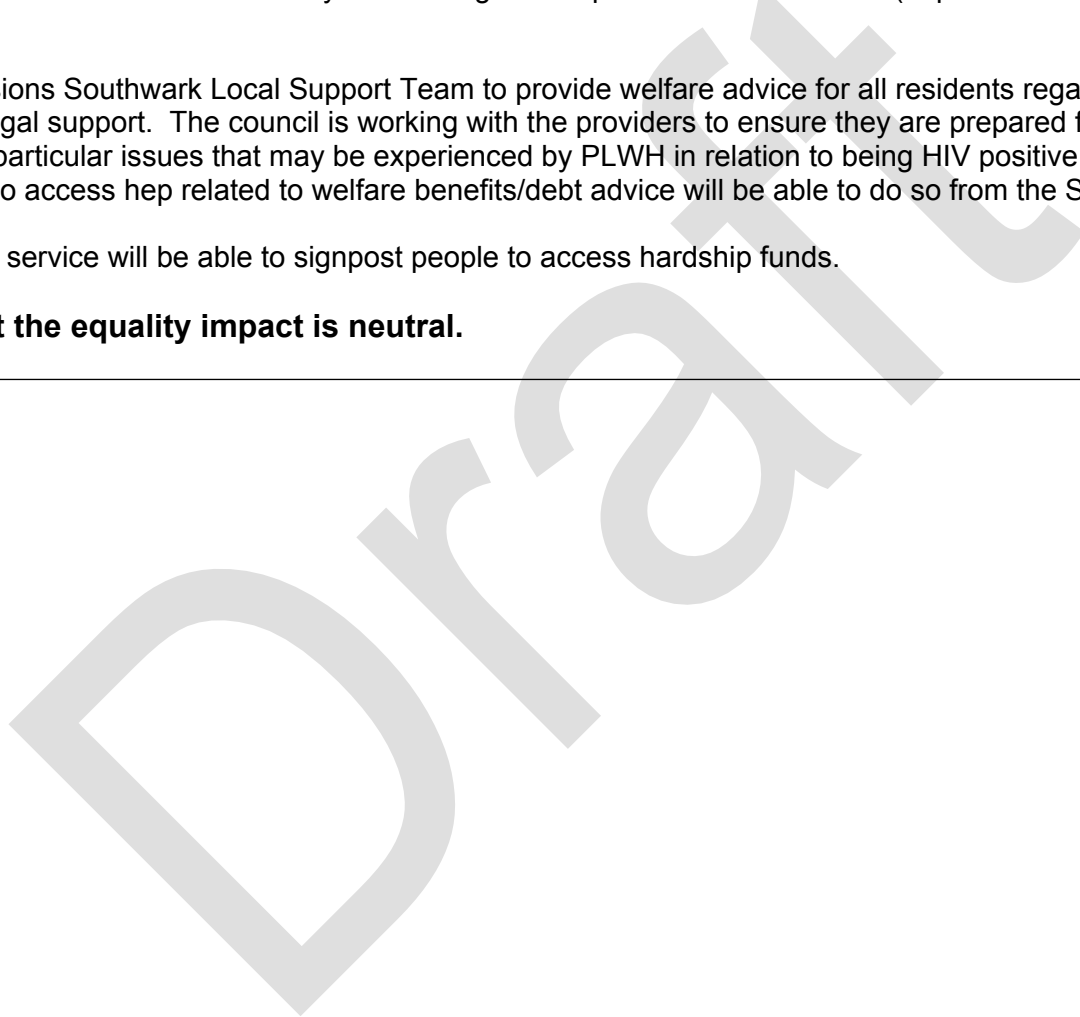 ions Southwark Local Support Team to provide welfare advice for all residents rega
gal support. The council is working with the providers to ensure they are prepared f
particular issues that may be experienced by PLWH in relation to being HIV positive
o access hep related to welfare benefits/debt advice will be able to do so from the S
service will be able to signpost people to access hardship funds.
t the equality impact is neutral.
Draft